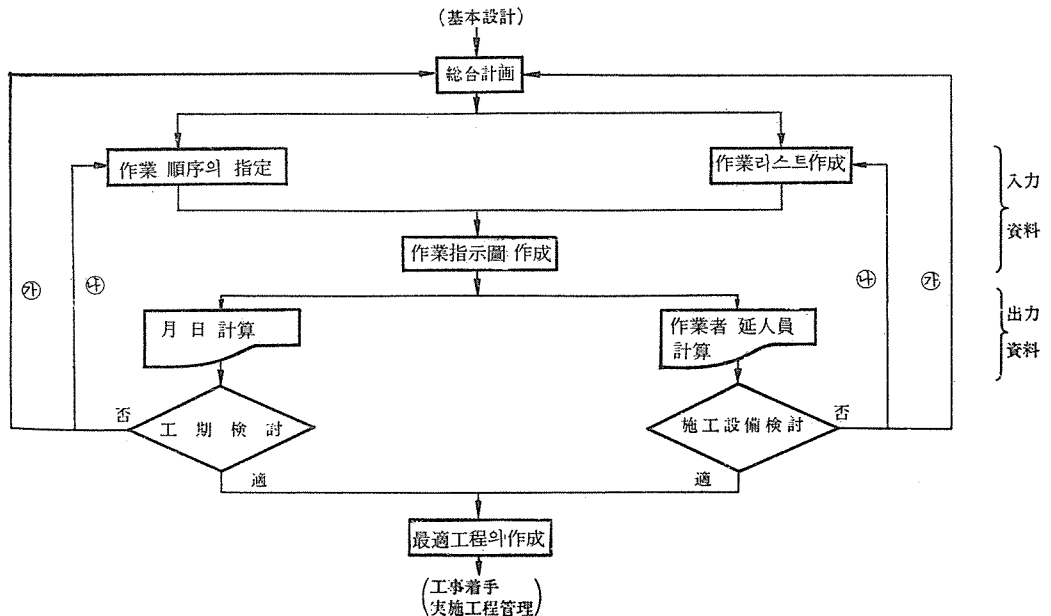 (基本設計)
総合計画
作業 順序의 指定
作業리스트作成
入力
資料
作業指示圖 作成
㉮
㉯
㉯
㉮
月 日 計算
作業者 延人員
計算
出力
資料
否
工 期 検 討
施工設備検討
否
適
適
最適工程의作成
(工事着手
実施工程管理)